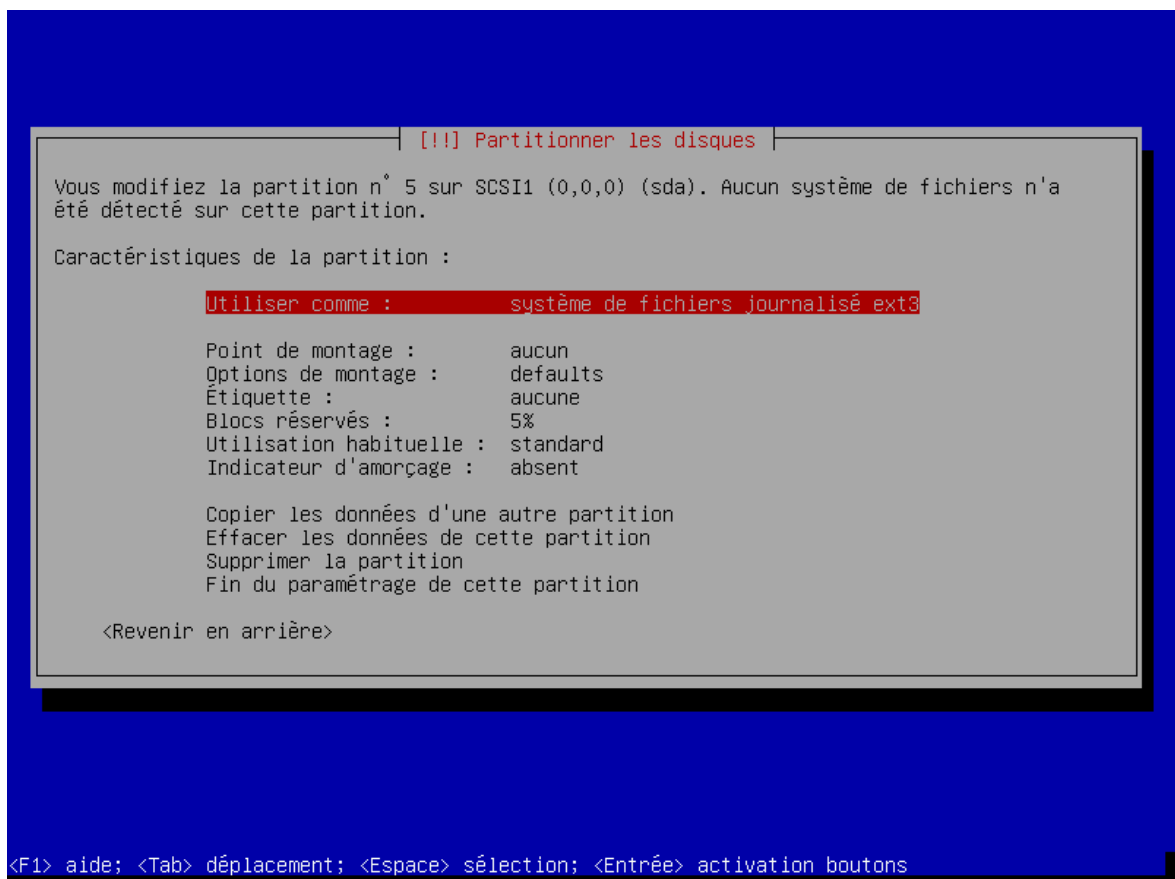 [!!] Partitionner les disques
Vous modifiez la partition n° 5 sur SCSI1 (0,0,0) (sda). Aucun système de fichiers n'a
été détecté sur cette partition.
Caractéristiques de la partition :
Utiliser comme : système de fichiers journalisé ext3
Point de montage : aucun
Options de montage : defaults
Étiquette : aucune
Blocs réservés : 5%
Utilisation habituelle : standard
Indicateur d'amorçage : absent
Copier les données d'une autre partition
Effacer les données de cette partition
Supprimer la partition
Fin du paramétrage de cette partition
<Revenir en arrière>
<F1> aide; <Tab> déplacement; <Espace> sélection; <Entrée> activation boutons